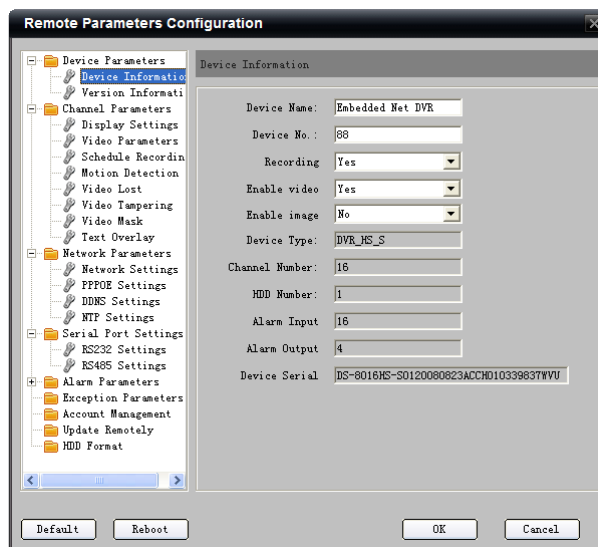 Remote Parameters Configuration
Device Parameters
Device Informatio
Version Informati
Channel Parameters
Display Settings
Video Parameters
Schedule Recordin
Motion Detection
Video Lost
Video Tampering
Video Mask
Text Overlay
Network Parameters
Network Settings
PPPOE Settings
DDNS Settings
NTP Settings
Serial Port Settings
RS232 Settings
RS485 Settings
Alarm Parameters
Exception Parameters
Account Management
Update Remotely
HDD Format
Device Information
Device Name: Embedded Net DVR
Device No.: 88
Recording Yes
Enable video Yes
Enable image No
Device Type: DVR_HS_S
Channel Number: 16
HDD Number: 1
Alarm Input 16
Alarm Output 4
Device Serial DS-8016HS-S0120080823ACCH010339837WVU
Default Reboot OK Cancel